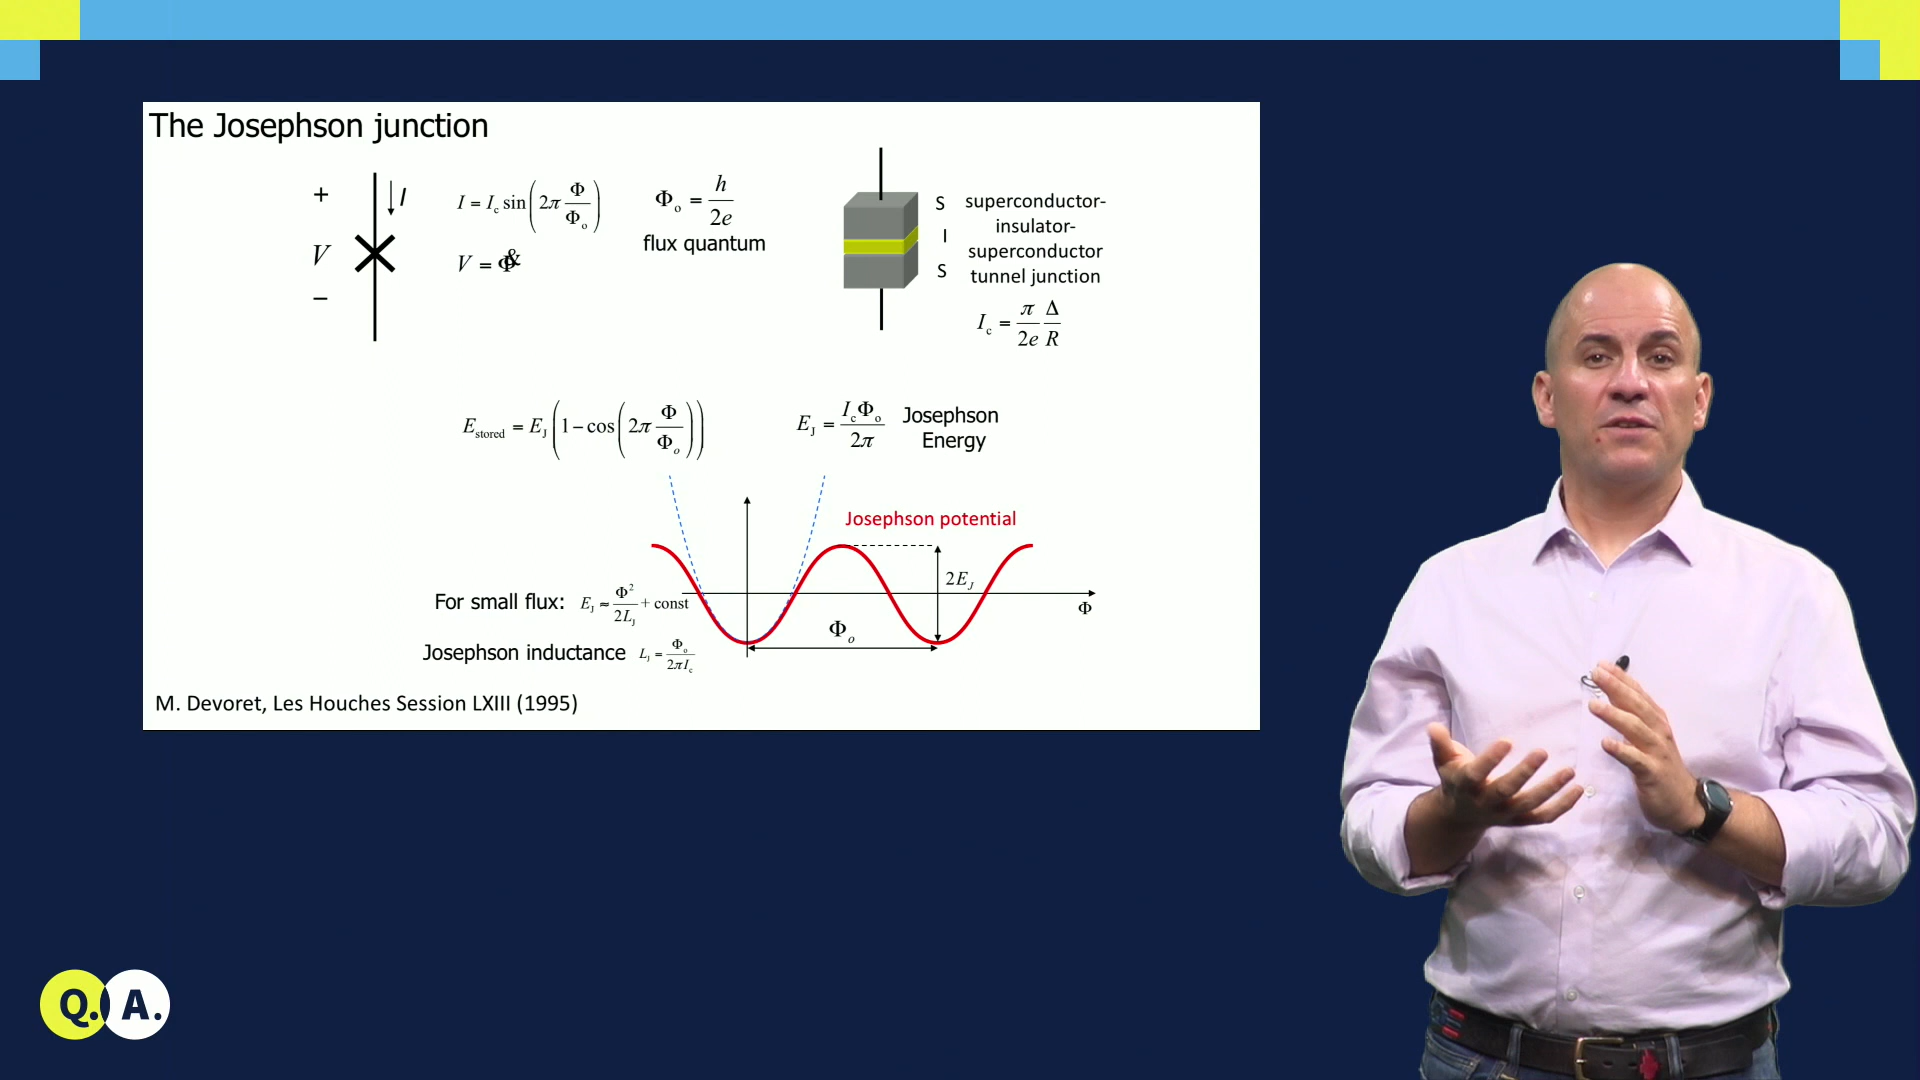 The Josephson junction
+
V
−
I
I = I_c sin(2π Φ/Φ_o)
V = Φ&
Φ_o = h/2e
flux quantum
S
I
S
superconductor-
insulator-
superconductor
tunnel junction
I_c = π/2e Δ/R
E_stored = E_J (1 − cos(2π Φ/Φ_o))
E_J = I_cΦ_o/2π
Josephson
Energy
Josephson potential
2E_J
Φ
Φ_o
For small flux: E_J ≈ Φ²/2L_J + const
Josephson inductance L_J = Φ_o/2πI_c
M. Devoret, Les Houches Session LXIII (1995)
Q. A.